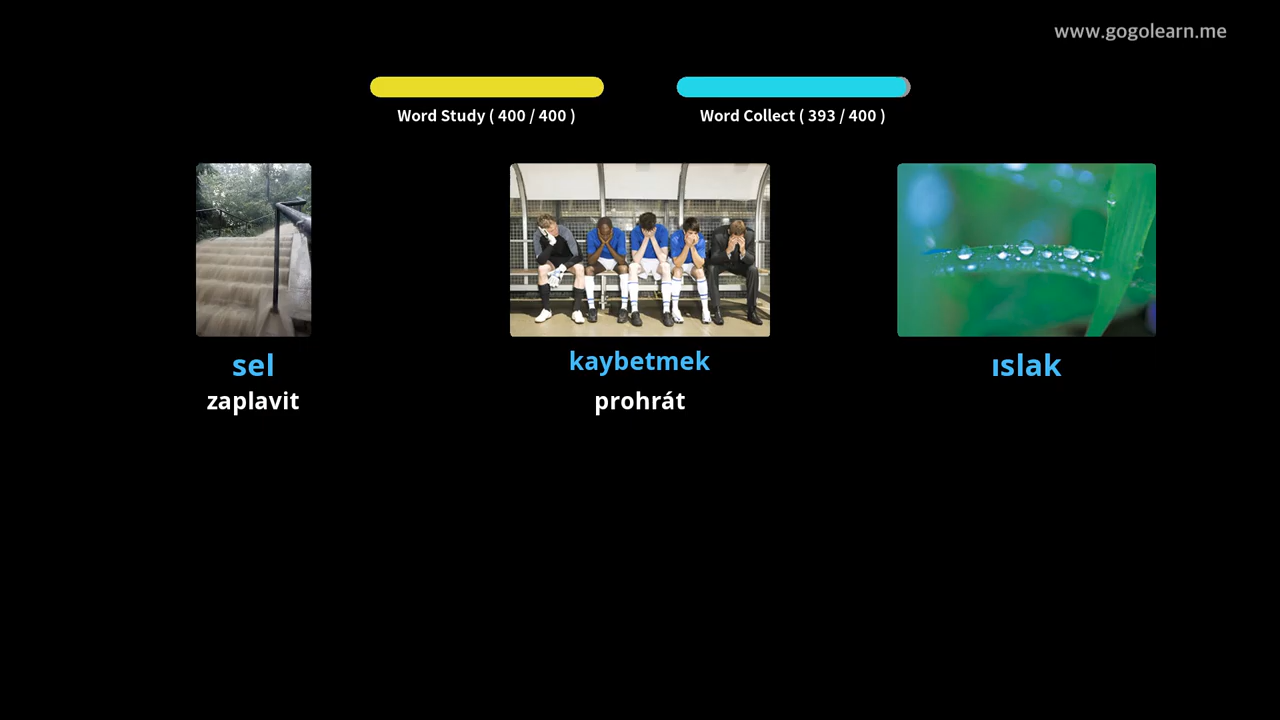 www.gogolearn.me
Word Study ( 400 / 400 )
Word Collect ( 393 / 400 )
sel
kaybetmek
ıslak
zaplavit
prohrát